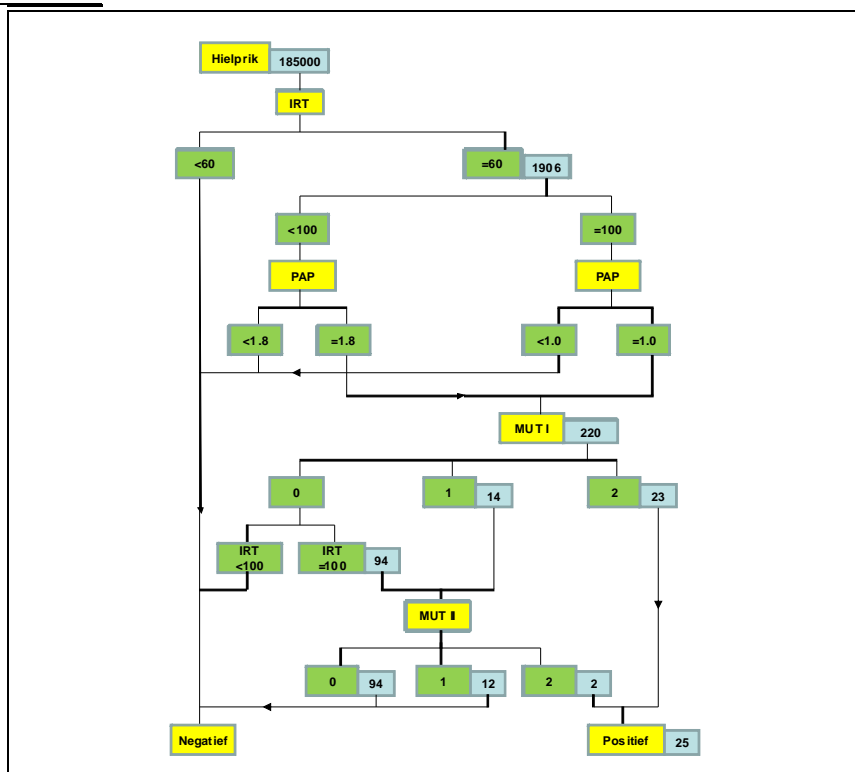 Hielprik 185000
IRT
<60 =60 1906
<100 =100
PAP PAP
<1.8 =1.8 <1.0 =1.0
MUT I 220
0 1 14 2 23
IRT IRT
<100 =100 94
MUT II
0 94 1 12 2 2
Negatief Positief 25